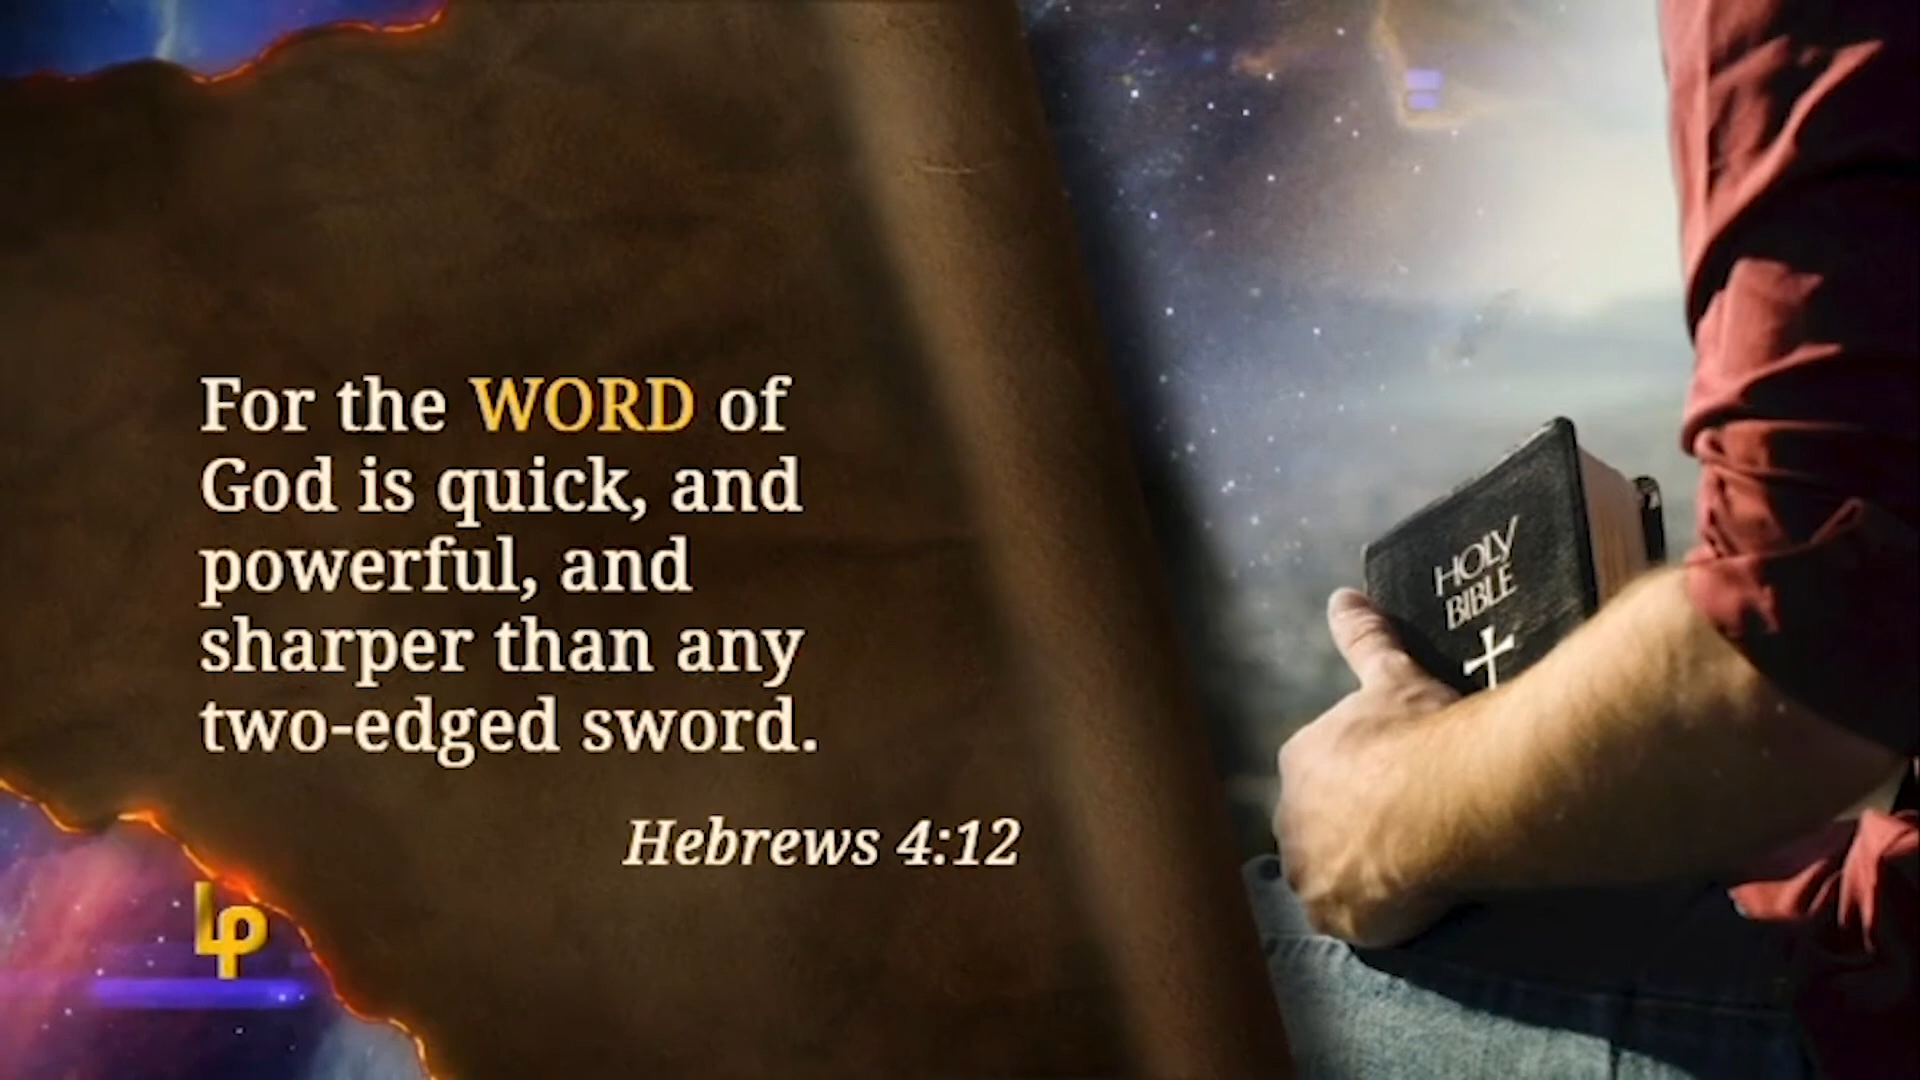 For the WORD of
God is quick, and
powerful, and
sharper than any
two-edged sword.
Hebrews 4:12
HOLY
BIBLE
LP